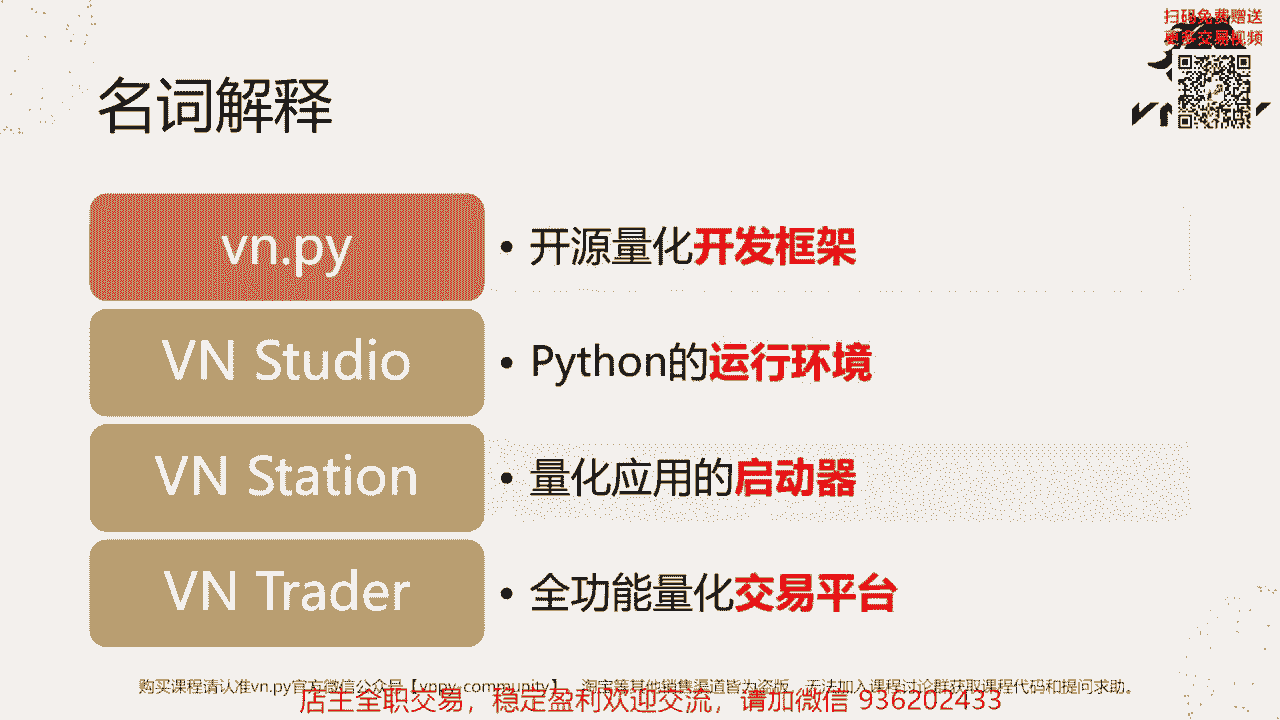 扫码免费赠送
更多交易视频
名词解释
vn.py
• 开源量化开发框架
VN Studio
• Python的运行环境
VN Station
• 量化应用的启动器
VN Trader
• 全功能量化交易平台
购买课程请认准vn.py官方微信公众号【vnpy-community】，淘宝等其他销售渠道皆为盗版，无法加入课程讨论群获取课程代码和提问求助。
店主全职交易，稳定盈利欢迎交流，请加微信 936202433